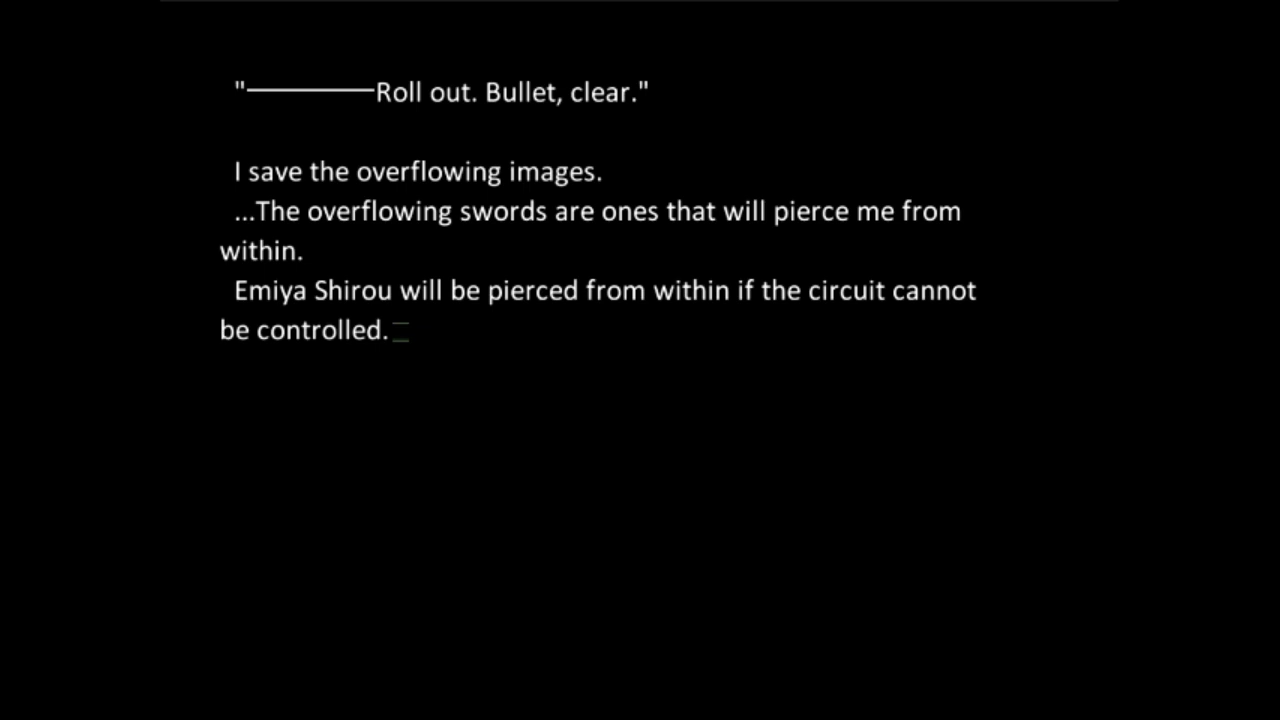 "————Roll out. Bullet, clear."
I save the overflowing images.
...The overflowing swords are ones that will pierce me from
within.
Emiya Shirou will be pierced from within if the circuit cannot
be controlled.